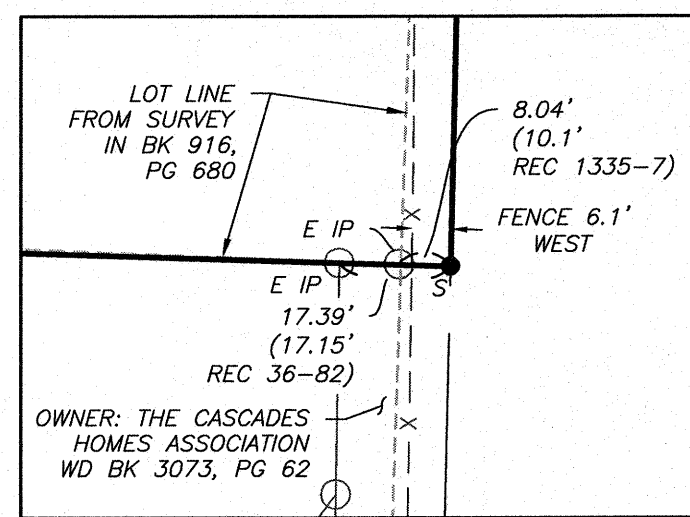 LOT LINE
FROM SURVEY
IN BK 916,
PG 680
8.04'
(10.1'
REC 1335-7)
FENCE 6.1'
WEST
X
E IP
E IP
S
17.39'
(17.15'
REC 36-82)
OWNER: THE CASCADES
HOMES ASSOCIATION
WD BK 3073, PG 62
X